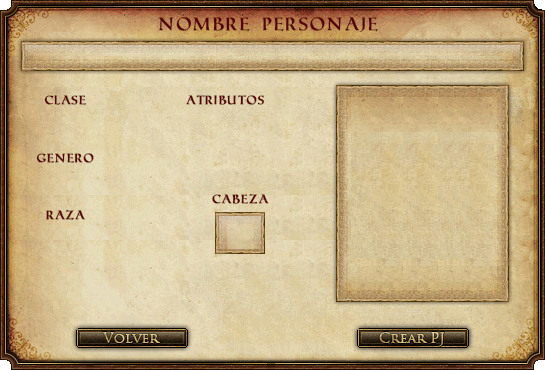 NOMBRE PERSONAJE
CLASE
ATRIBUTOS
GENERO
RAZA
CABEZA
VOLVER
CREAR PJ